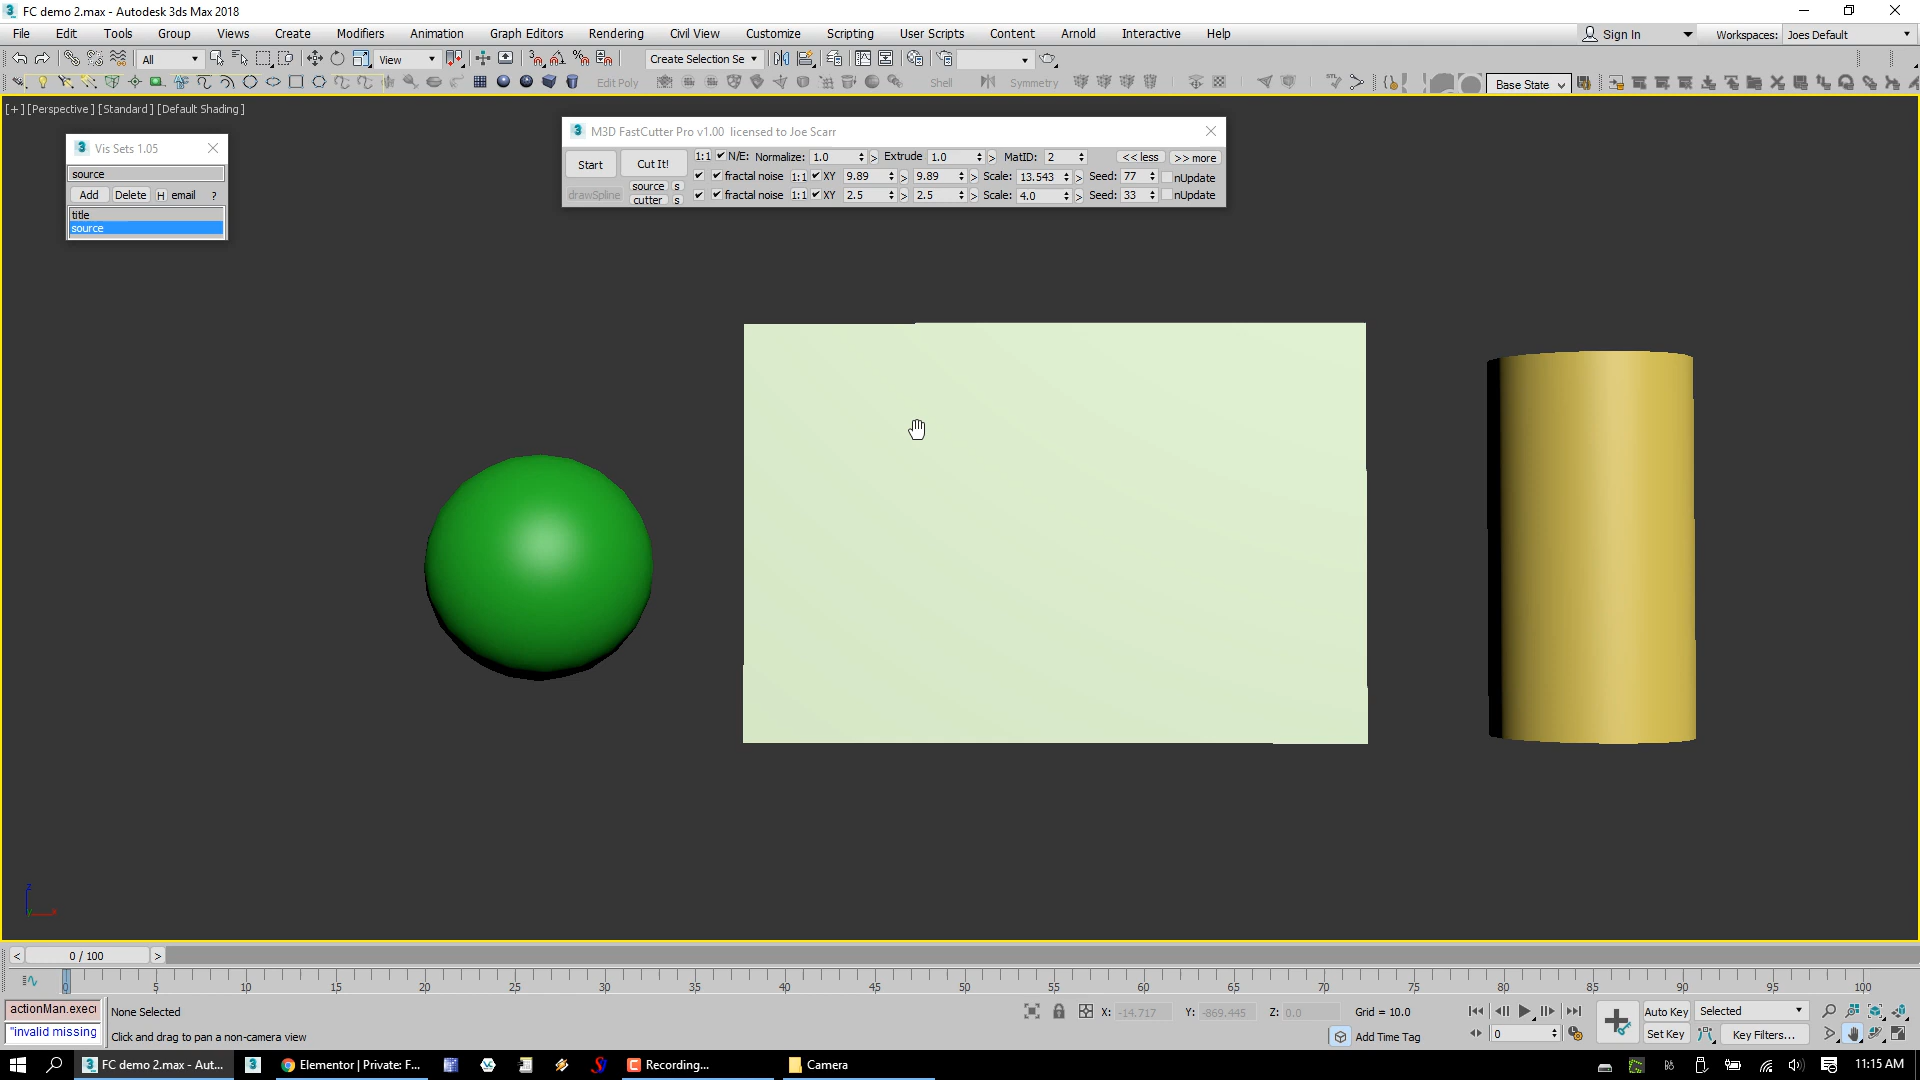 FC demo 2.max - Autodesk 3ds Max 2018
File Edit Tools Group Views Create Modifiers Animation Graph Editors Rendering Civil View Customize Scripting User Scripts Content Arnold Interactive Help
Sign In Workspaces: Joes Default
All View Create Selection Se
Edit Poly Shell Symmetry Base State
[+] [Perspective] [Standard] [Default Shading]
Vis Sets 1.05
source
Add Delete H email ?
title
source
M3D FastCutter Pro v1.00 licensed to Joe Scarr
Start Cut It! 1:1 N/E: Normalize: 1.0 > Extrude 1.0 > MatID: 2 << less >> more
source s fractal noise 1:1 XY 9.89 > 9.89 > Scale: 13.543 > Seed: 77 nUpdate
drawSpline cutter s fractal noise 1:1 XY 2.5 > 2.5 > Scale: 4.0 > Seed: 33 nUpdate
< 0 / 100 >
0 5 10 15 20 25 30 35 40 45 50 55 60 65 70 75 80 85 90 95 100
actionMan.execu None Selected X: -14.717 Y: -869.445 Z: 0.0 Grid = 10.0 Auto Key Selected
"invalid missing Click and drag to pan a non-camera view Add Time Tag 0 Set Key Key Filters...
FC demo 2.max - Aut... Elementor | Private: F... Recording... Camera 11:15 AM